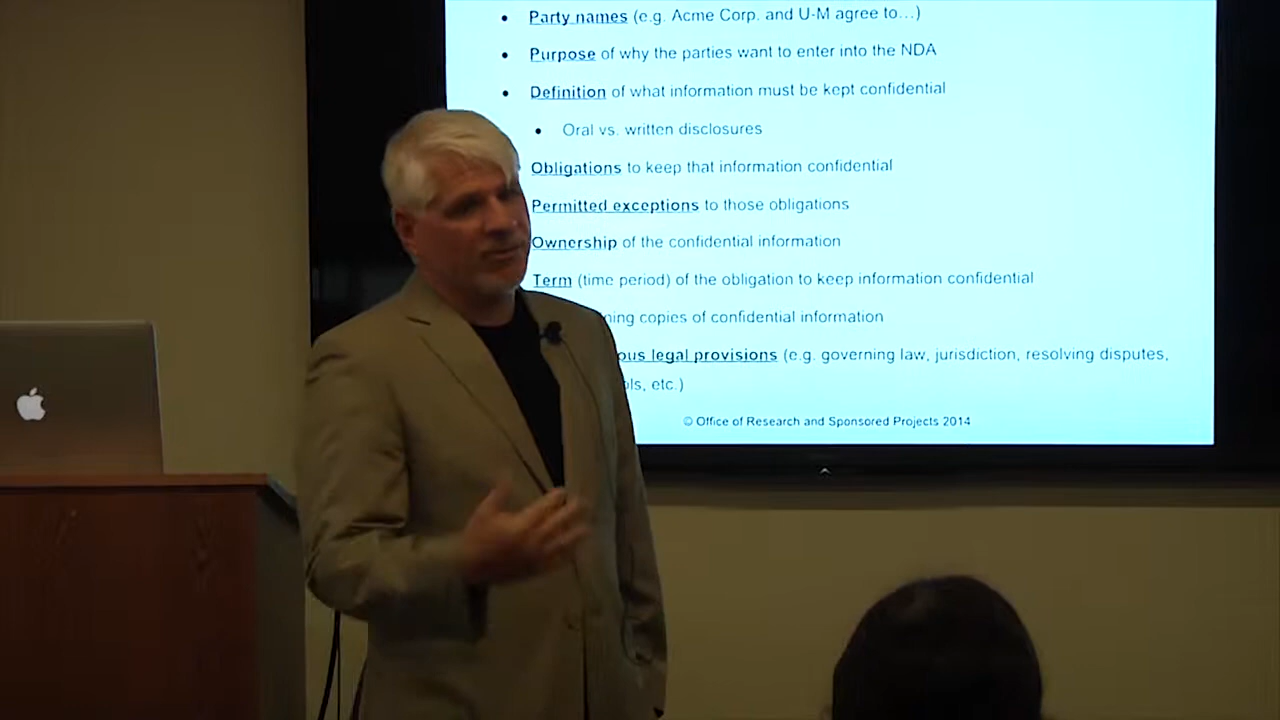 • Party names (e.g. Acme Corp. and U-M agree to…)
• Purpose of why the parties want to enter into the NDA
• Definition of what information must be kept confidential
• Oral vs. written disclosures
Obligations to keep that information confidential
Permitted exceptions to those obligations
Ownership of the confidential information
Term (time period) of the obligation to keep information confidential
copies of confidential information
legal provisions (e.g. governing law, jurisdiction, resolving disputes,
etc.)
© Office of Research and Sponsored Projects 2014